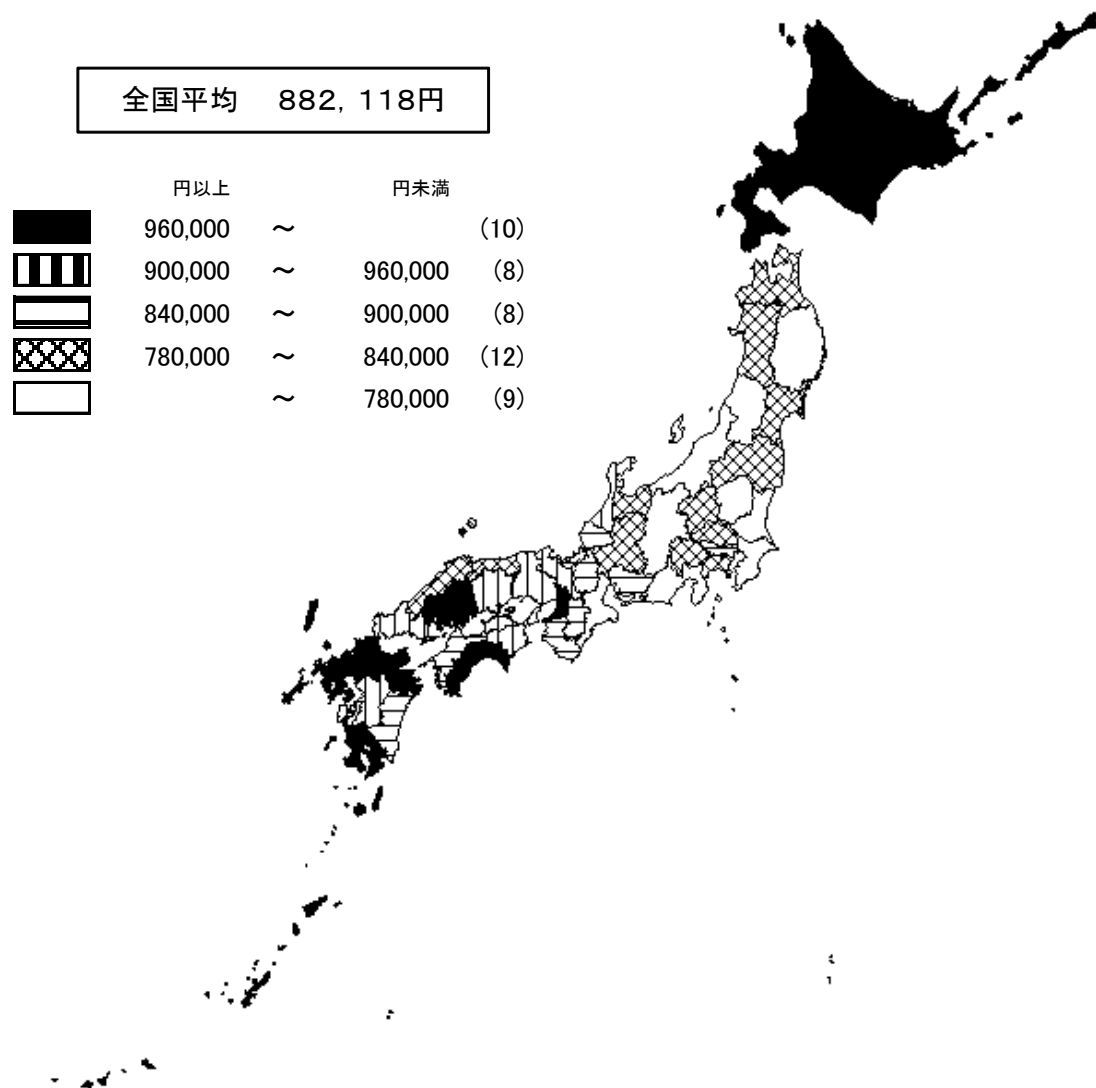 全国平均　882,118円
円以上　円未満
960,000　～　(10)
900,000　～　960,000　(8)
840,000　～　900,000　(8)
780,000　～　840,000　(12)
～　780,000　(9)